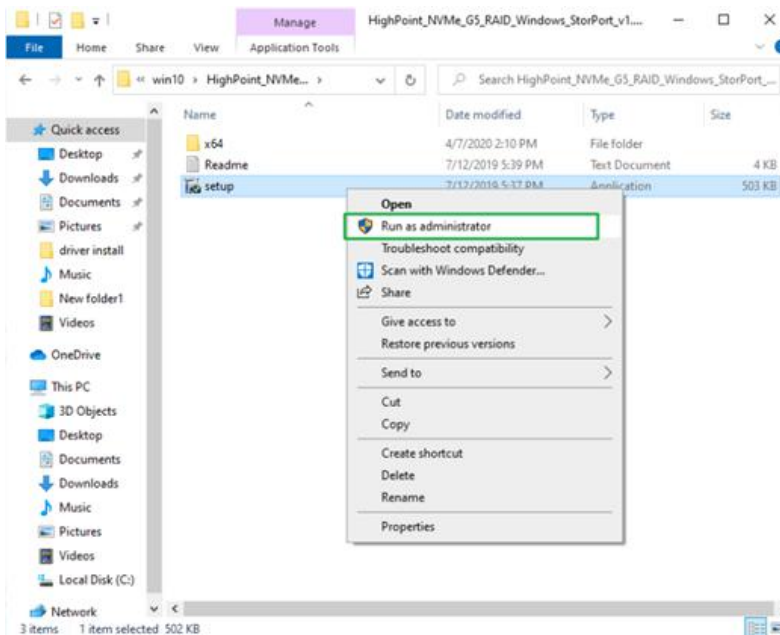 Manage
HighPoint_NVMe_G5_RAID_Windows_StorPort_v1....
File
Home
Share
View
Application Tools
« win10 › HighPoint_NVMe... ›
Search HighPoint_NVMe_G5_RAID_Windows_StorPort_...
Name
Date modified
Type
Size
Quick access
Desktop
Downloads
Documents
Pictures
driver install
Music
New folder1
Videos
OneDrive
This PC
3D Objects
Desktop
Documents
Downloads
Music
Pictures
Videos
Local Disk (C:)
Network
x64
4/7/2020 2:10 PM
File folder
Readme
7/12/2019 5:39 PM
Text Document
4 KB
setup
7/12/2019 5:37 PM
Application
503 KB
Open
Run as administrator
Troubleshoot compatibility
Scan with Windows Defender...
Share
Give access to
Restore previous versions
Send to
Cut
Copy
Create shortcut
Delete
Rename
Properties
3 items
1 item selected 502 KB